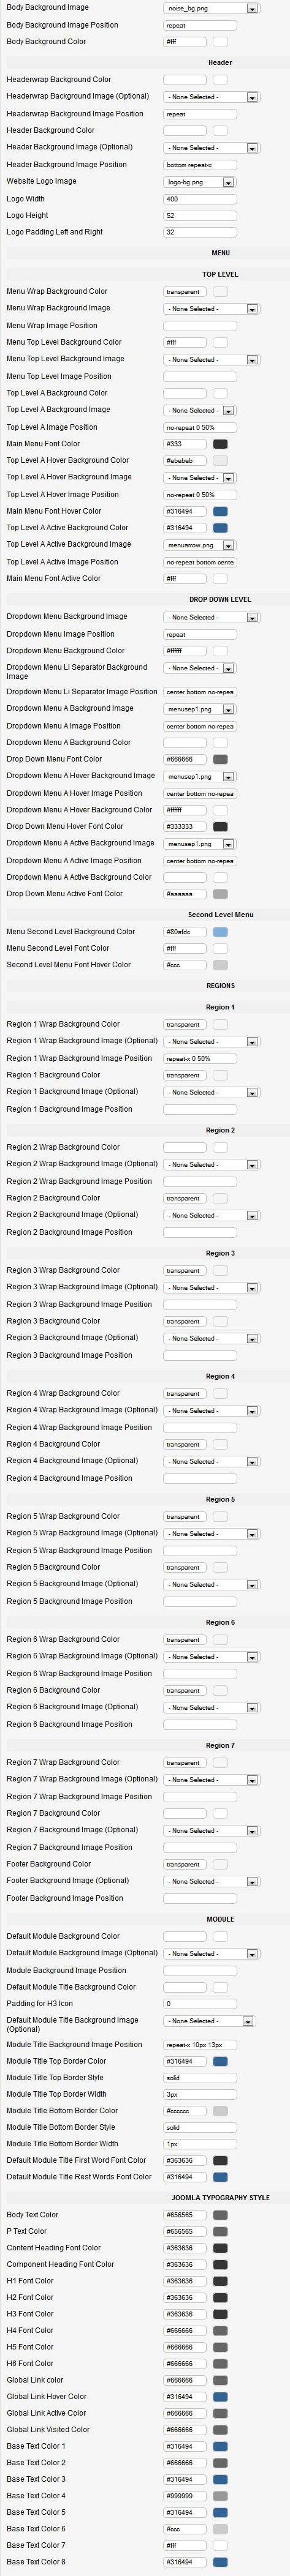 Body Background Image noise_bg.png
Body Background Image Position repeat
Body Background Color #fff
Header
Headerwrap Background Color
Headerwrap Background Image (Optional) - None Selected -
Headerwrap Background Image Position repeat
Header Background Color
Header Background Image (Optional) - None Selected -
Header Background Image Position bottom repeat-x
Website Logo Image logo-bg.png
Logo Width 400
Logo Height 52
Logo Padding Left and Right 32
MENU
TOP LEVEL
Menu Wrap Background Color transparent
Menu Wrap Background Image - None Selected -
Menu Wrap Image Position
Menu Top Level Background Color #fff
Menu Top Level Background Image - None Selected -
Menu Top Level Image Position
Top Level A Background Color
Top Level A Background Image - None Selected -
Top Level A Image Position no-repeat 0 50%
Main Menu Font Color #333
Top Level A Hover Background Color #ebebeb
Top Level A Hover Background Image - None Selected -
Top Level A Hover Image Position no-repeat 0 50%
Main Menu Font Hover Color #316494
Top Level A Active Background Color #316494
Top Level A Active Background Image menuarrow.png
Top Level A Active Image Position no-repeat bottom cente
Main Menu Font Active Color #fff
DROP DOWN LEVEL
Dropdown Menu Background Image - None Selected -
Dropdown Menu Image Position repeat
Dropdown Menu Background Color #ffffff
Dropdown Menu Li Separator Background - None Selected -
Image
Dropdown Menu Li Separator Image Position center bottom no-repea
Dropdown Menu A Background Image menusep1.png
Dropdown Menu A Image Position center bottom no-repea
Dropdown Menu A Background Color
Drop Down Menu Font Color #666666
Dropdown Menu A Hover Background Image menusep1.png
Dropdown Menu A Hover Image Position center bottom no-repea
Dropdown Menu A Hover Background Color #ffffff
Drop Down Menu Hover Font Color #333333
Dropdown Menu A Active Background Image menusep1.png
Dropdown Menu A Active Image Position center bottom no-repea
Dropdown Menu A Active Background Color
Drop Down Menu Active Font Color #aaaaaa
Second Level Menu
Menu Second Level Background Color #80afdc
Menu Second Level Font Color #fff
Second Level Menu Font Hover Color #ccc
REGIONS
Region 1
Region 1 Wrap Background Color transparent
Region 1 Wrap Background Image (Optional) - None Selected -
Region 1 Wrap Background Image Position repeat-x 0 50%
Region 1 Background Color transparent
Region 1 Background Image (Optional) - None Selected -
Region 1 Background Image Position
Region 2
Region 2 Wrap Background Color
Region 2 Wrap Background Image (Optional) - None Selected -
Region 2 Wrap Background Image Position
Region 2 Background Color transparent
Region 2 Background Image (Optional) - None Selected -
Region 2 Background Image Position
Region 3
Region 3 Wrap Background Color transparent
Region 3 Wrap Background Image (Optional) - None Selected -
Region 3 Wrap Background Image Position
Region 3 Background Color transparent
Region 3 Background Image (Optional) - None Selected -
Region 3 Background Image Position
Region 4
Region 4 Wrap Background Color transparent
Region 4 Wrap Background Image (Optional) - None Selected -
Region 4 Wrap Background Image Position
Region 4 Background Color transparent
Region 4 Background Image (Optional) - None Selected -
Region 4 Background Image Position
Region 5
Region 5 Wrap Background Color transparent
Region 5 Wrap Background Image (Optional) - None Selected -
Region 5 Wrap Background Image Position
Region 5 Background Color transparent
Region 5 Background Image (Optional) - None Selected -
Region 5 Background Image Position
Region 6
Region 6 Wrap Background Color transparent
Region 6 Wrap Background Image (Optional) - None Selected -
Region 6 Wrap Background Image Position
Region 6 Background Color transparent
Region 6 Background Image (Optional) - None Selected -
Region 6 Background Image Position
Region 7
Region 7 Wrap Background Color transparent
Region 7 Wrap Background Image (Optional) - None Selected -
Region 7 Wrap Background Image Position
Region 7 Background Color
Region 7 Background Image (Optional) - None Selected -
Region 7 Background Image Position
Footer Background Color transparent
Footer Background Image (Optional) - None Selected -
Footer Background Image Position
MODULE
Default Module Background Color
Default Module Background Image (Optional) - None Selected -
Module Background Image Position
Default Module Title Background Color
Padding for H3 Icon 0
Default Module Title Background Image - None Selected -
(Optional)
Module Title Background Image Position repeat-x 10px 13px
Module Title Top Border Color #316494
Module Title Top Border Style solid
Module Title Top Border Width 3px
Module Title Bottom Border Color #cccccc
Module Title Bottom Border Style solid
Module Title Bottom Border Width 1px
Default Module Title First Word Font Color #363636
Default Module Title Rest Words Font Color #316494
JOOMLA TYPOGRAPHY STYLE
Body Text Color #656565
P Text Color #656565
Content Heading Font Color #363636
Component Heading Font Color #363636
H1 Font Color #363636
H2 Font Color #363636
H3 Font Color #363636
H4 Font Color #666666
H5 Font Color #666666
H6 Font Color #666666
Global Link color #666666
Global Link Hover Color #316494
Global Link Active Color #666666
Global Link Visited Color #666666
Base Text Color 1 #316494
Base Text Color 2 #666666
Base Text Color 3 #316494
Base Text Color 4 #999999
Base Text Color 5 #316494
Base Text Color 6 #ccc
Base Text Color 7 #fff
Base Text Color 8 #316494